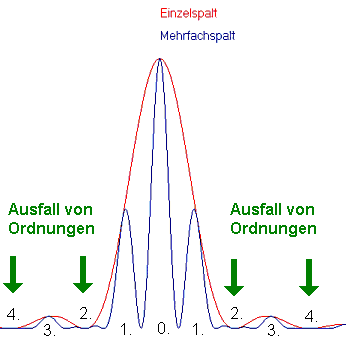 Einzelspalt
Mehrfachspalt
Ausfall von
Ordnungen
Ausfall von
Ordnungen
4.
3.
2.
1.
0.
1.
2.
3.
4.